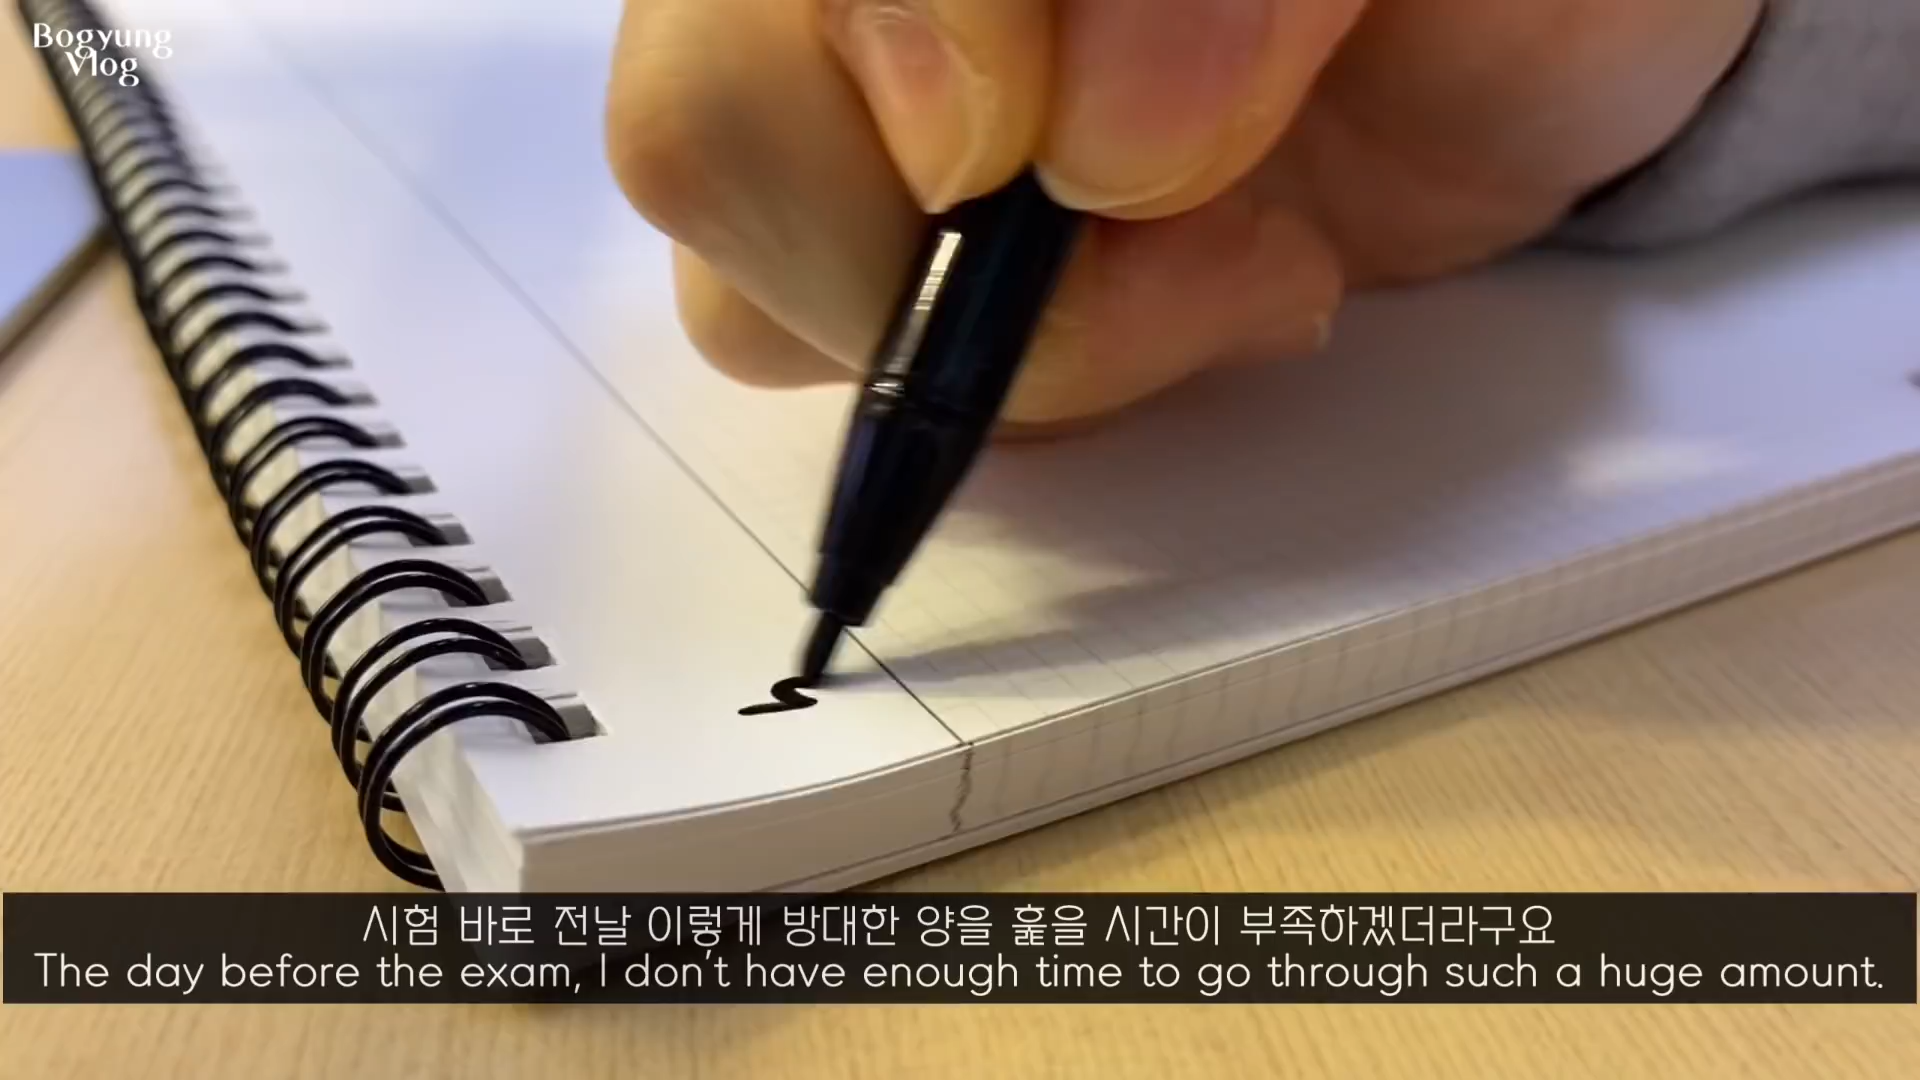 Bogyung
Vlog
시험 바로 전날 이렇게 방대한 양을 훑을 시간이 부족하겠더라구요
The day before the exam, I don't have enough time to go through such a huge amount.